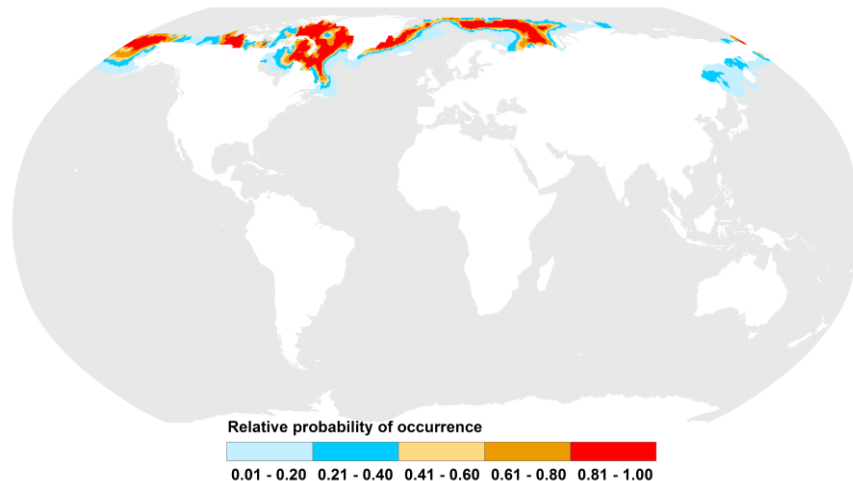 Relative probability of occurrence
0.01 - 0.20 0.21 - 0.40 0.41 - 0.60 0.61 - 0.80 0.81 - 1.00